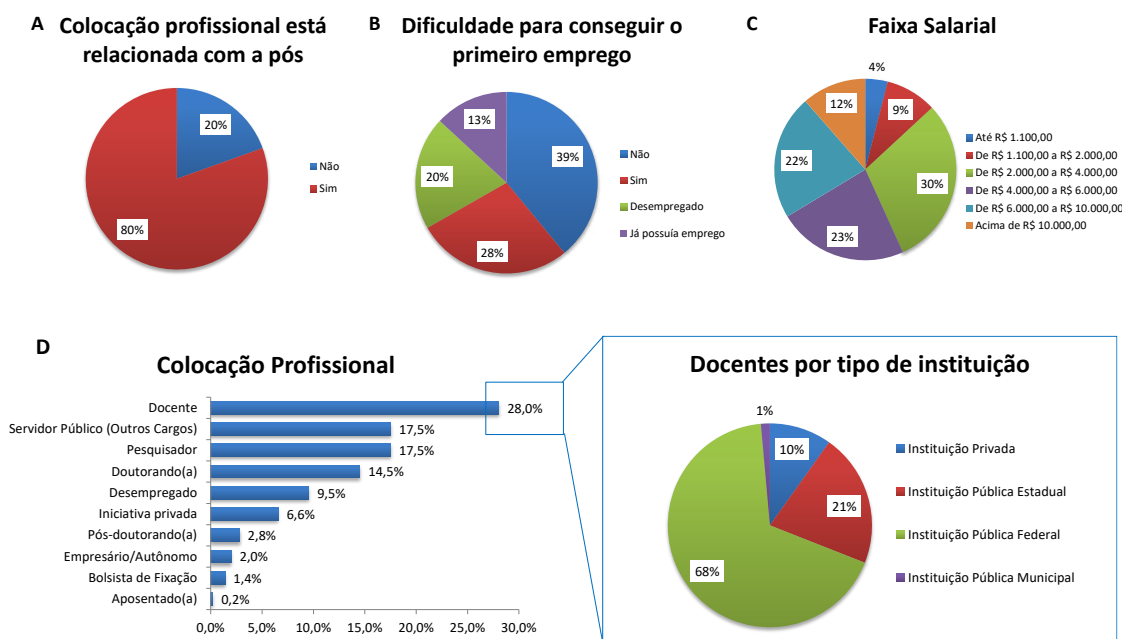 A
Colocação profissional está
relacionada com a pós
20%
80%
Não
Sim
B
Dificuldade para conseguir o
primeiro emprego
13%
39%
20%
28%
Não
Sim
Desempregado
Já possuía emprego
C
Faixa Salarial
4%
12%
9%
22%
30%
23%
Até R$ 1.100,00
De R$ 1.100,00 a R$ 2.000,00
De R$ 2.000,00 a R$ 4.000,00
De R$ 4.000,00 a R$ 6.000,00
De R$ 6.000,00 a R$ 10.000,00
Acima de R$ 10.000,00
D
Colocação Profissional
Docente 28,0%
Servidor Público (Outros Cargos) 17,5%
Pesquisador 17,5%
Doutorando(a) 14,5%
Desempregado 9,5%
Iniciativa privada 6,6%
Pós-doutorando(a) 2,8%
Empresário/Autônomo 2,0%
Bolsista de Fixação 1,4%
Aposentado(a) 0,2%
0,0% 5,0% 10,0% 15,0% 20,0% 25,0% 30,0%
Docentes por tipo de instituição
1%
10%
21%
68%
Instituição Privada
Instituição Pública Estadual
Instituição Pública Federal
Instituição Pública Municipal